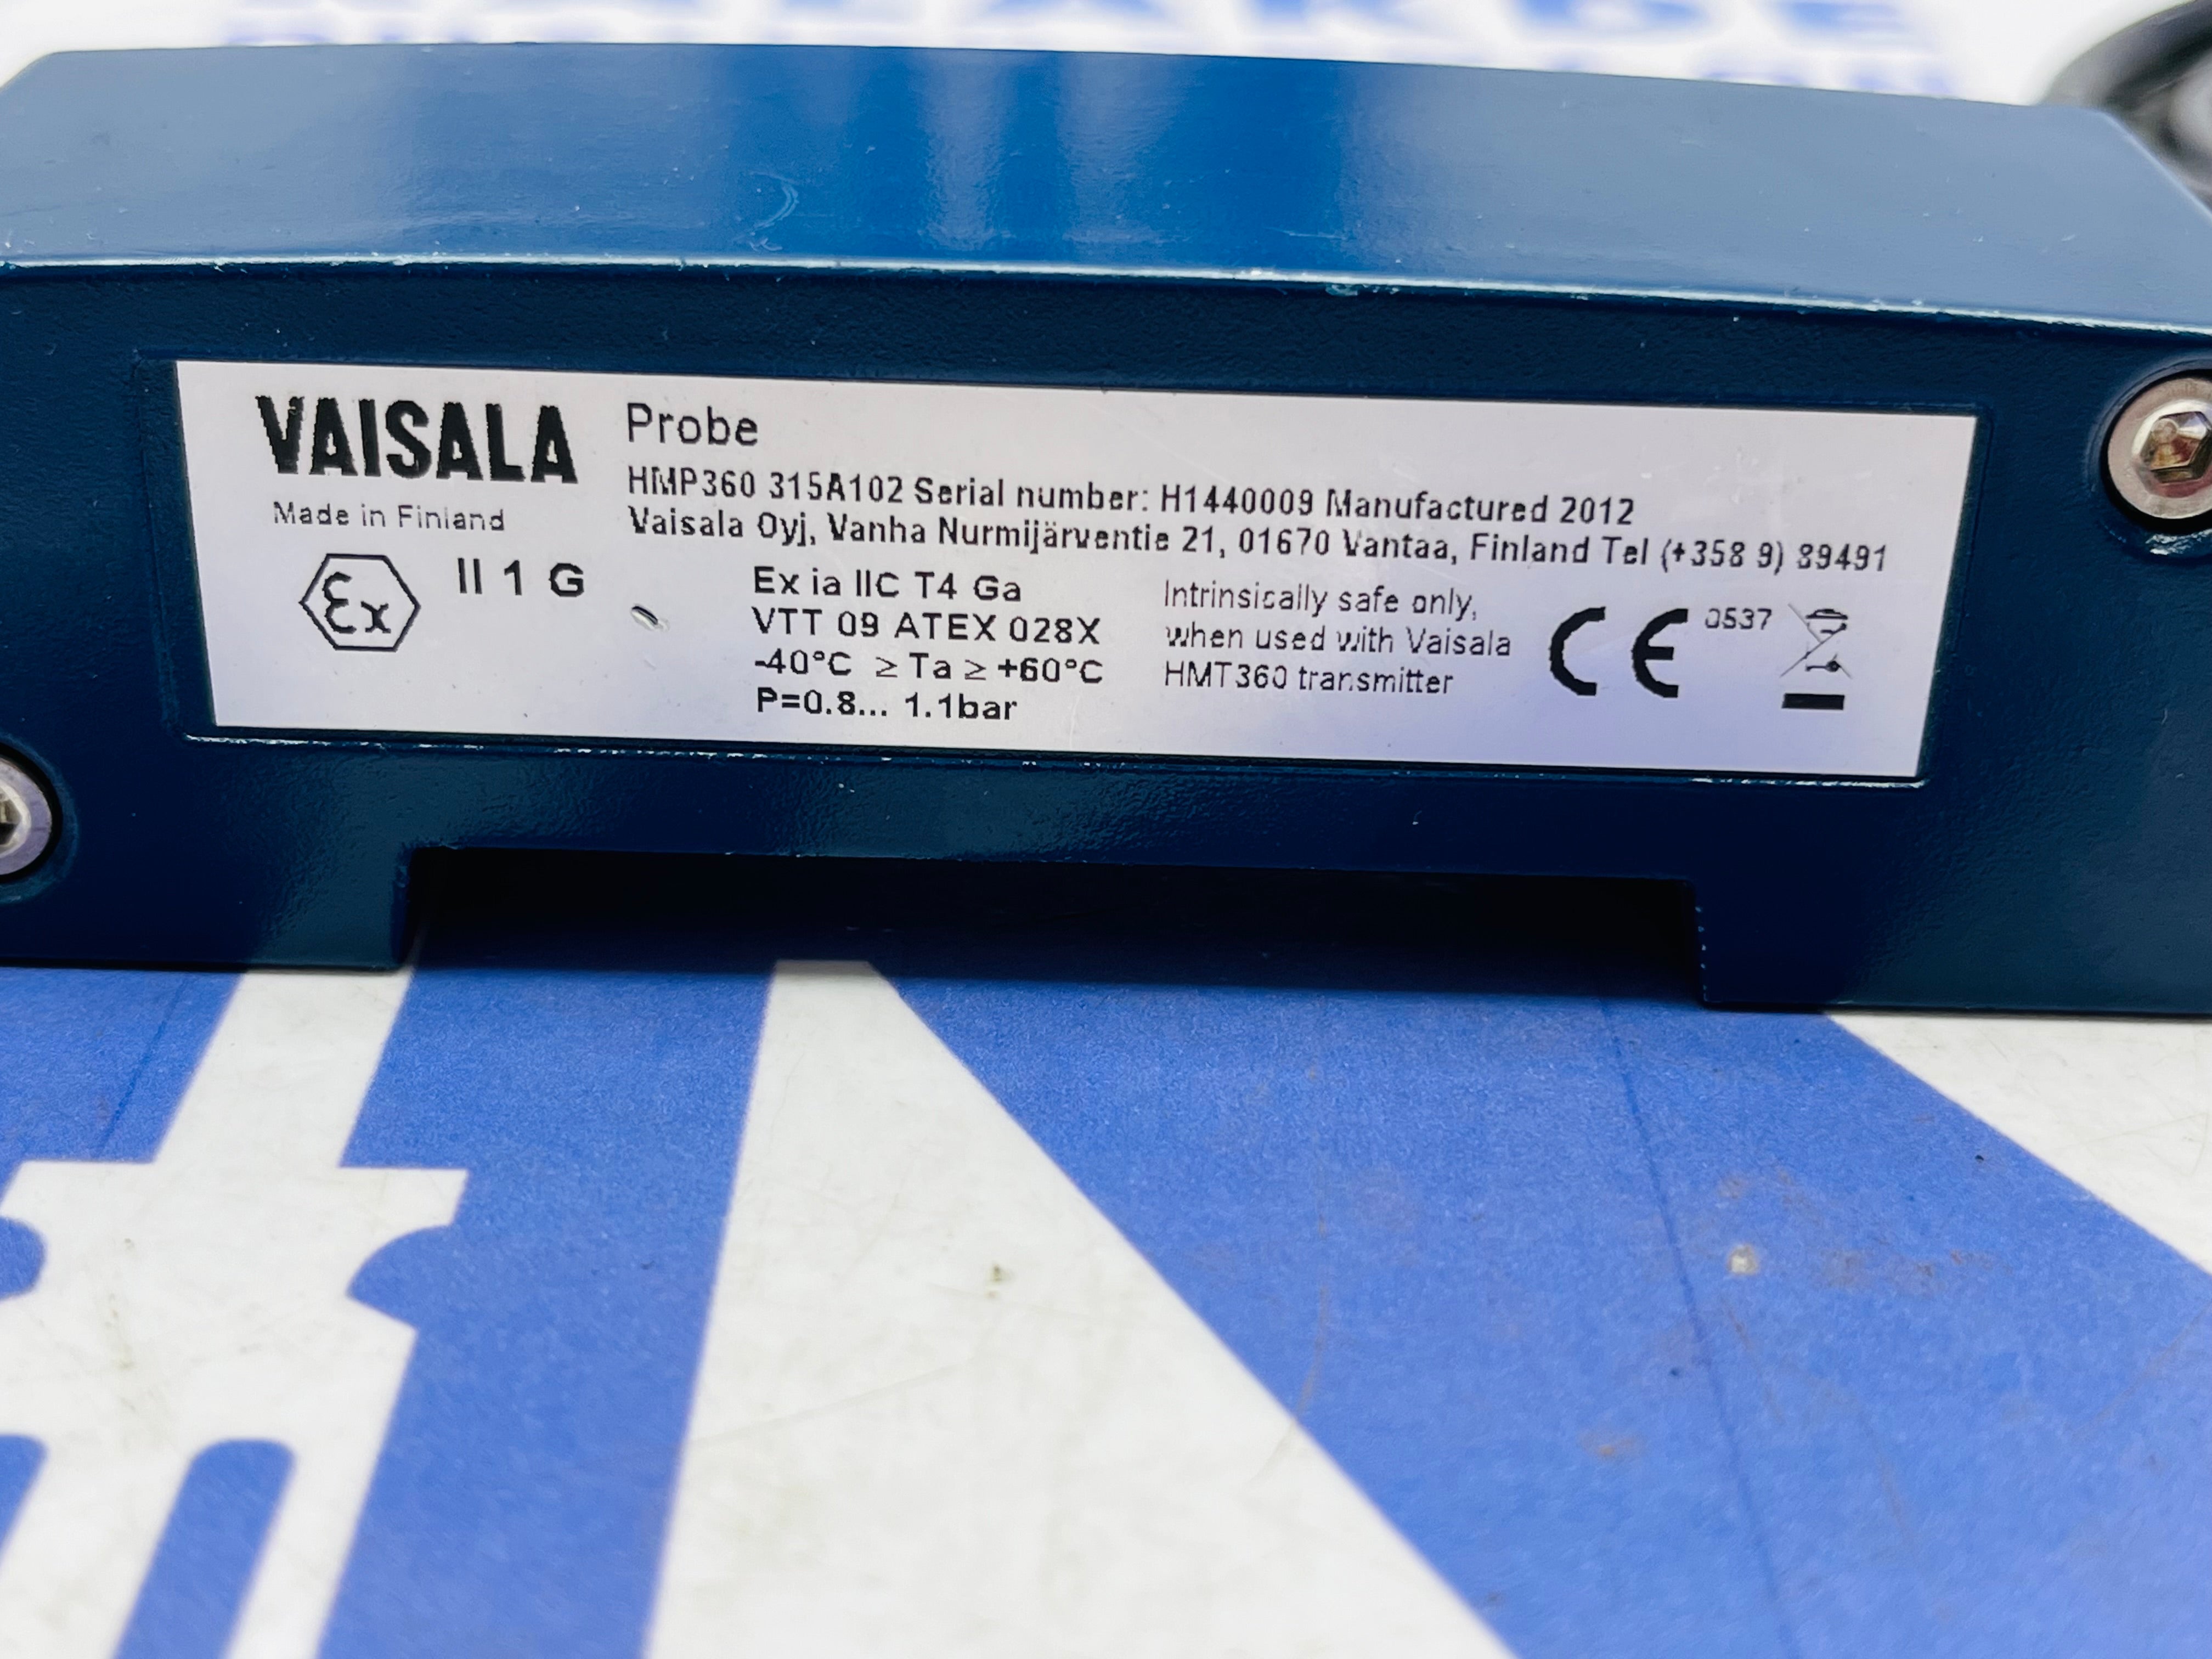 VAISALA
Made in Finland
Probe
HMP360 315A102 Serial number: H1440009 Manufactured 2012
Vaisala Oyj, Vanha Nurmijärventie 21, 01670 Vantaa, Finland Tel (+358 9) 89491
Ex II 1 G
Ex ia IIC T4 Ga
VTT 09 ATEX 028X
-40°C ≥ Ta ≥ +60°C
P=0.8... 1.1bar
Intrinsically safe only,
when used with Vaisala
HMT360 transmitter
CE 0537